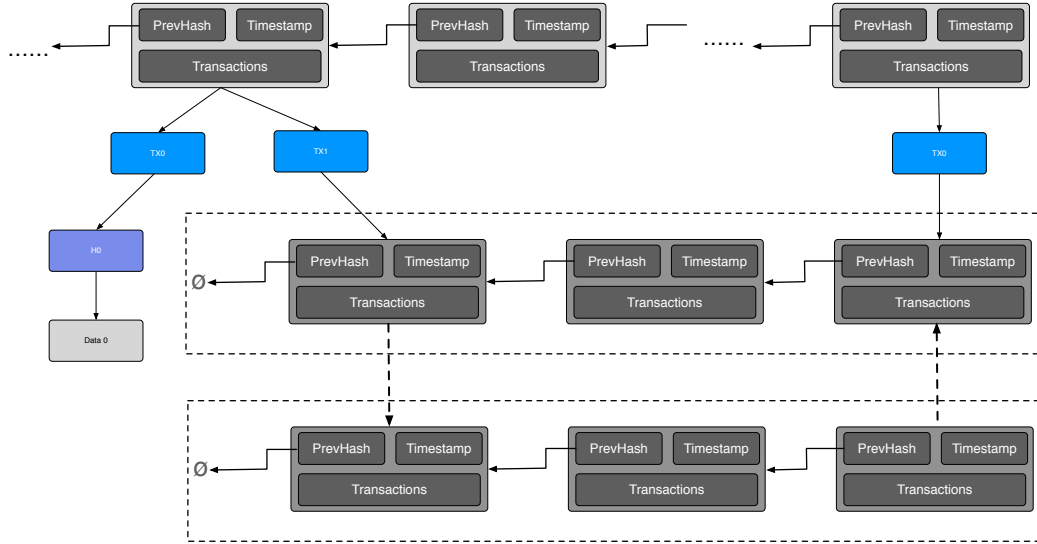 PrevHash Timestamp PrevHash Timestamp PrevHash Timestamp
...... ......
Transactions Transactions Transactions
TX0 TX1 TX0
H0
PrevHash Timestamp PrevHash Timestamp PrevHash Timestamp
Ø
Transactions Transactions Transactions
Data 0
PrevHash Timestamp PrevHash Timestamp PrevHash Timestamp
Ø
Transactions Transactions Transactions